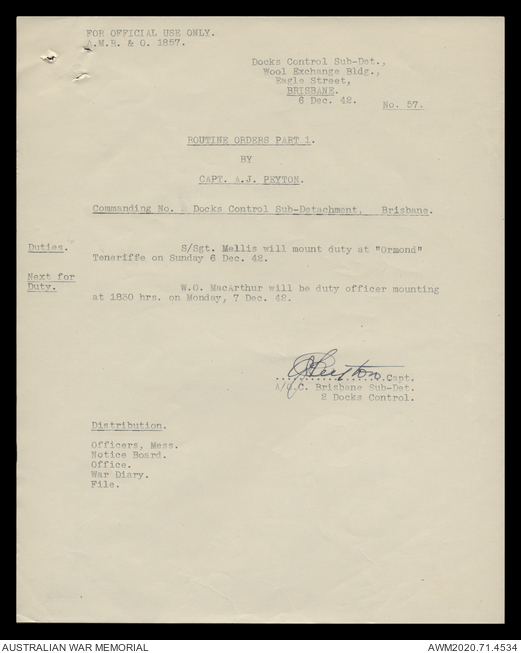 FOR OFFICIAL USE ONLY.
A.M.R. & O. 1857.
Docks Control Sub-Det.,
Wool Exchange Bldg.,
Eagle Street,
BRISBANE.
6 Dec. 42.
No. 57.
ROUTINE ORDERS PART 1.
BY
CAPT. A.J. PEYTON.
Commanding No. 2 Docks Control Sub-Detachment, Brisbane.
Duties.
S/Sgt. Mellis will mount duty at "Ormond"
Teneriffe on Sunday 6 Dec. 42.
Next for
Duty.
W.O. MacArthur will be duty officer mounting
at 1830 hrs. on Monday, 7 Dec. 42.
Capt.
A/O.C. Brisbane Sub-Det.
2 Docks Control.
Distribution.
Officers, Mess.
Notice Board.
Office.
War Diary.
File.
AUSTRALIAN WAR MEMORIAL
AWM2020.71.4534